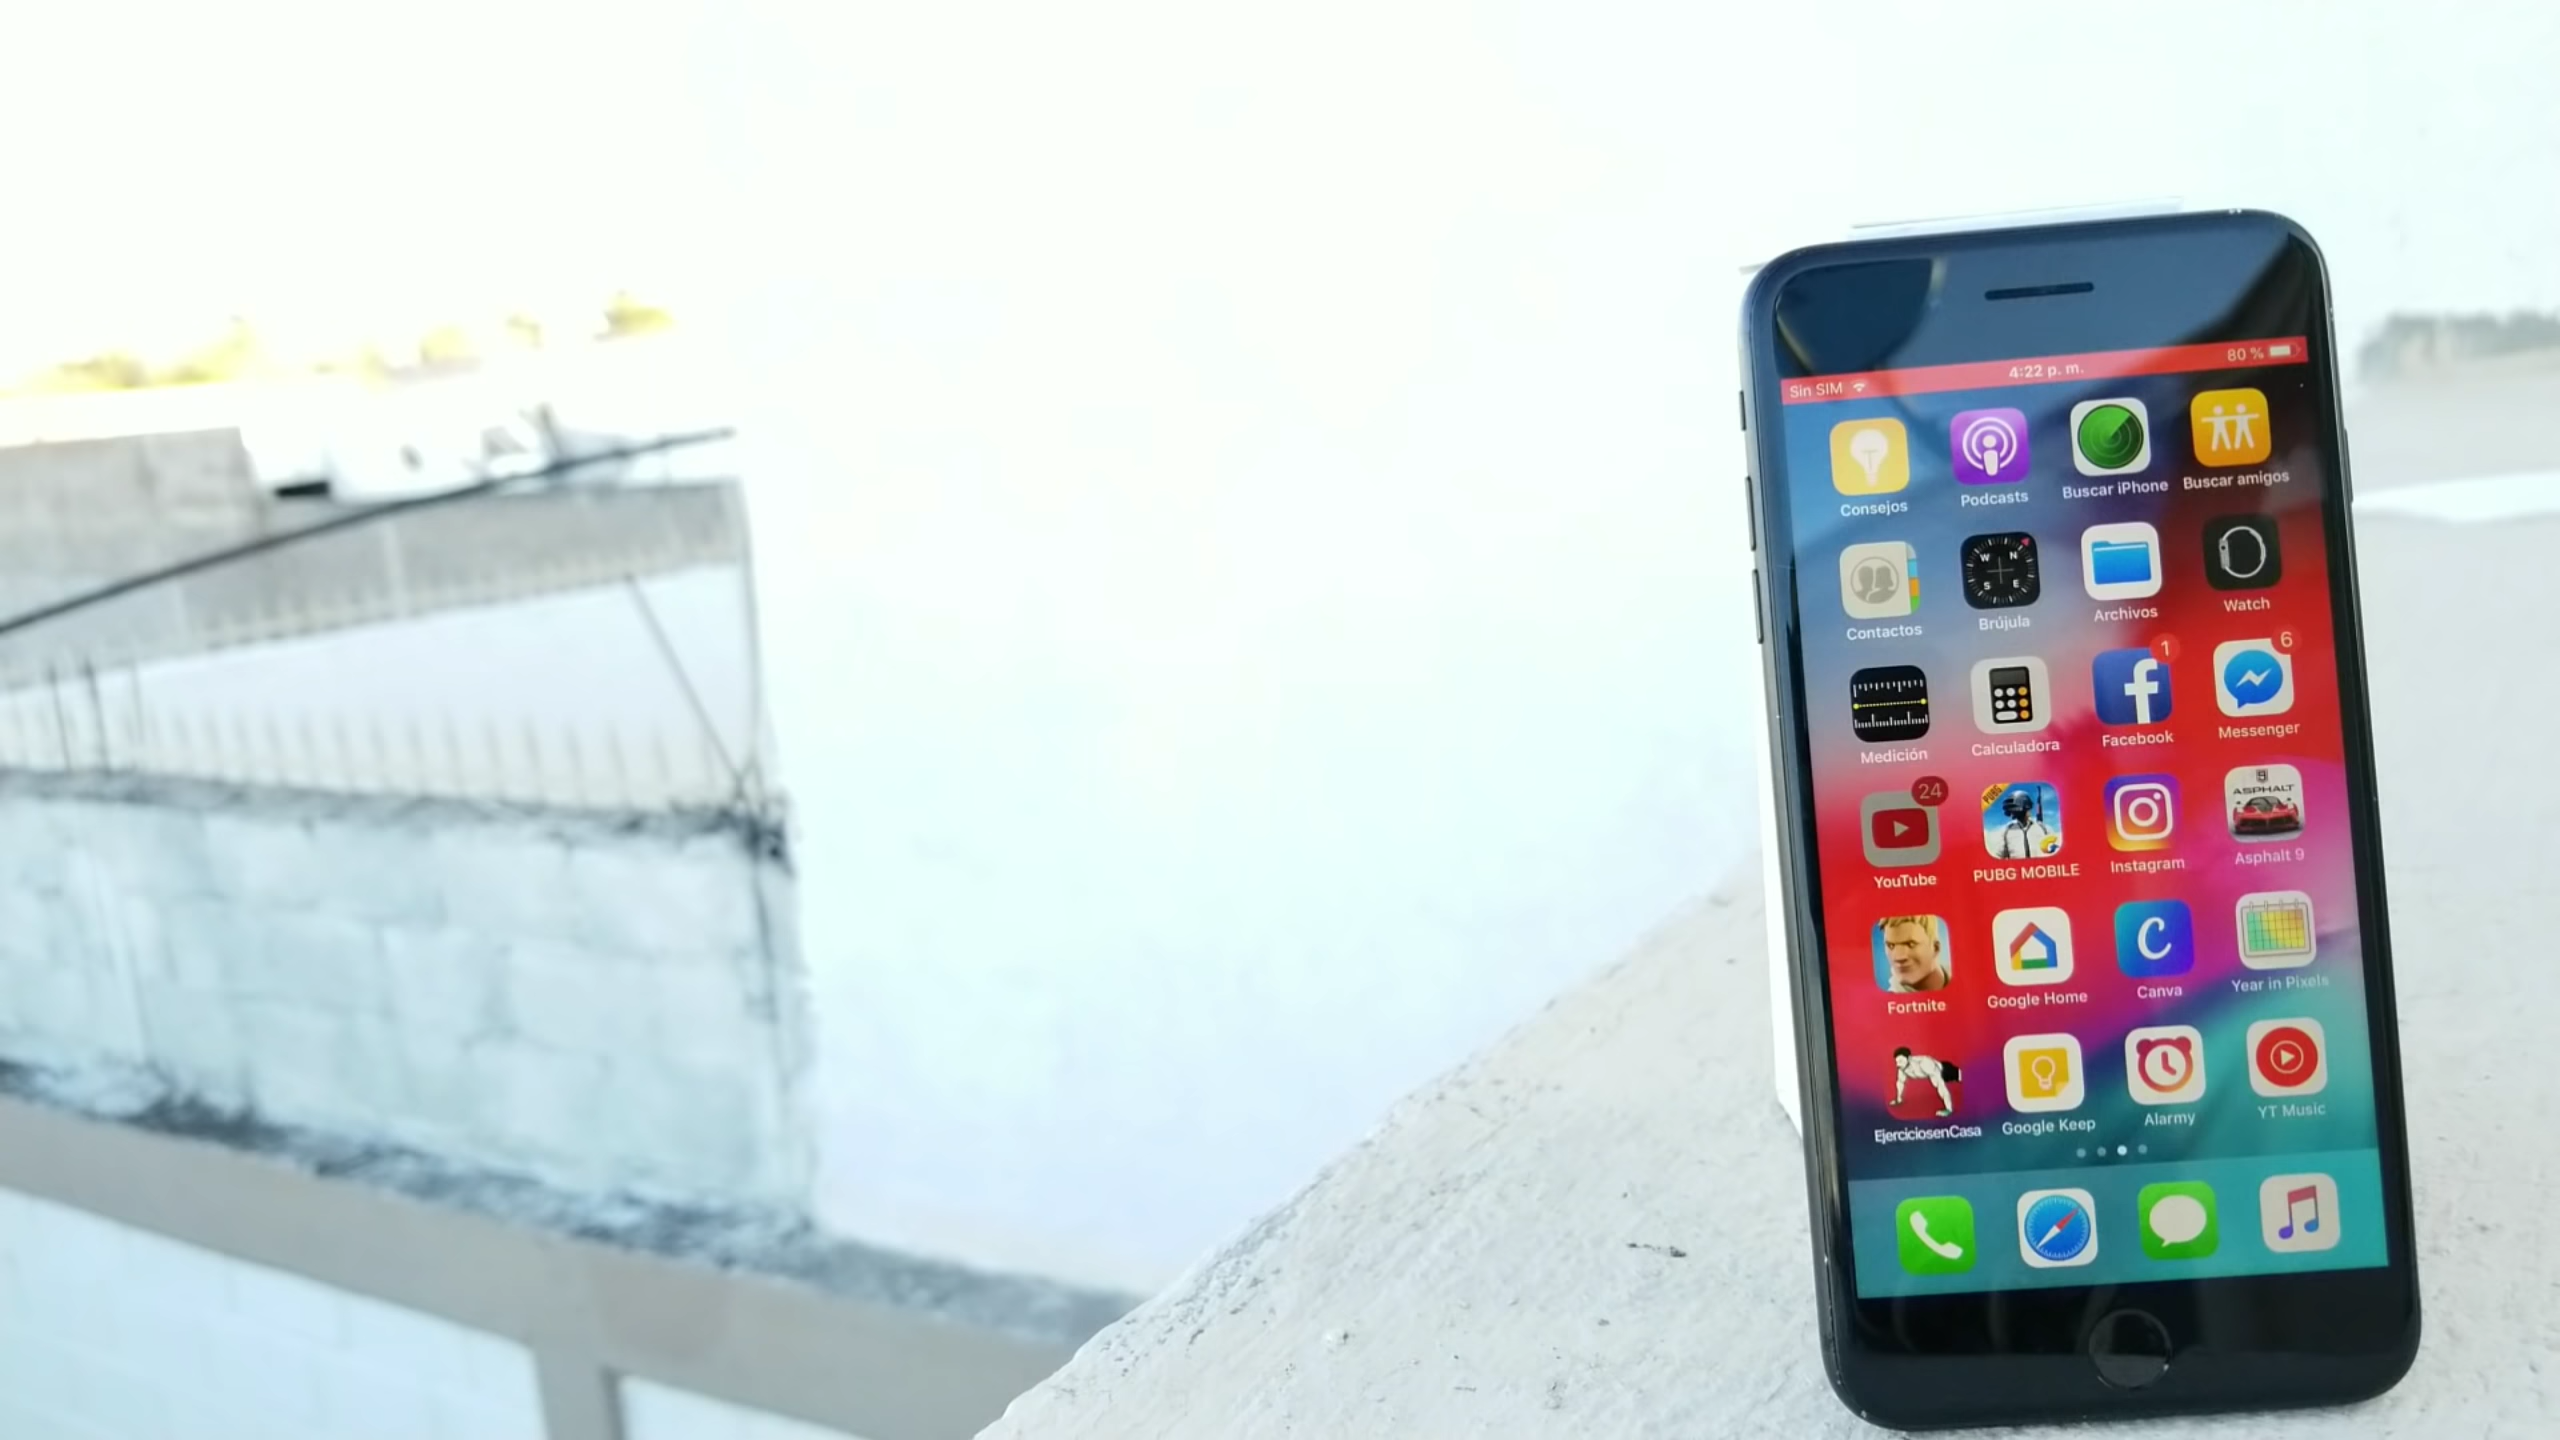 Sin SIM 4:22 p. m. 80 %
Consejos Podcasts Buscar iPhone Buscar amigos
W N S E
Contactos Brújula Archivos Watch
1 6
Medición Calculadora Facebook Messenger
24 PUBG 9 ASPHALT
YouTube PUBG MOBILE Instagram Asphalt 9
Fortnite Google Home Canva Year in Pixels
EjerciciosenCasa Google Keep Alarmy YT Music